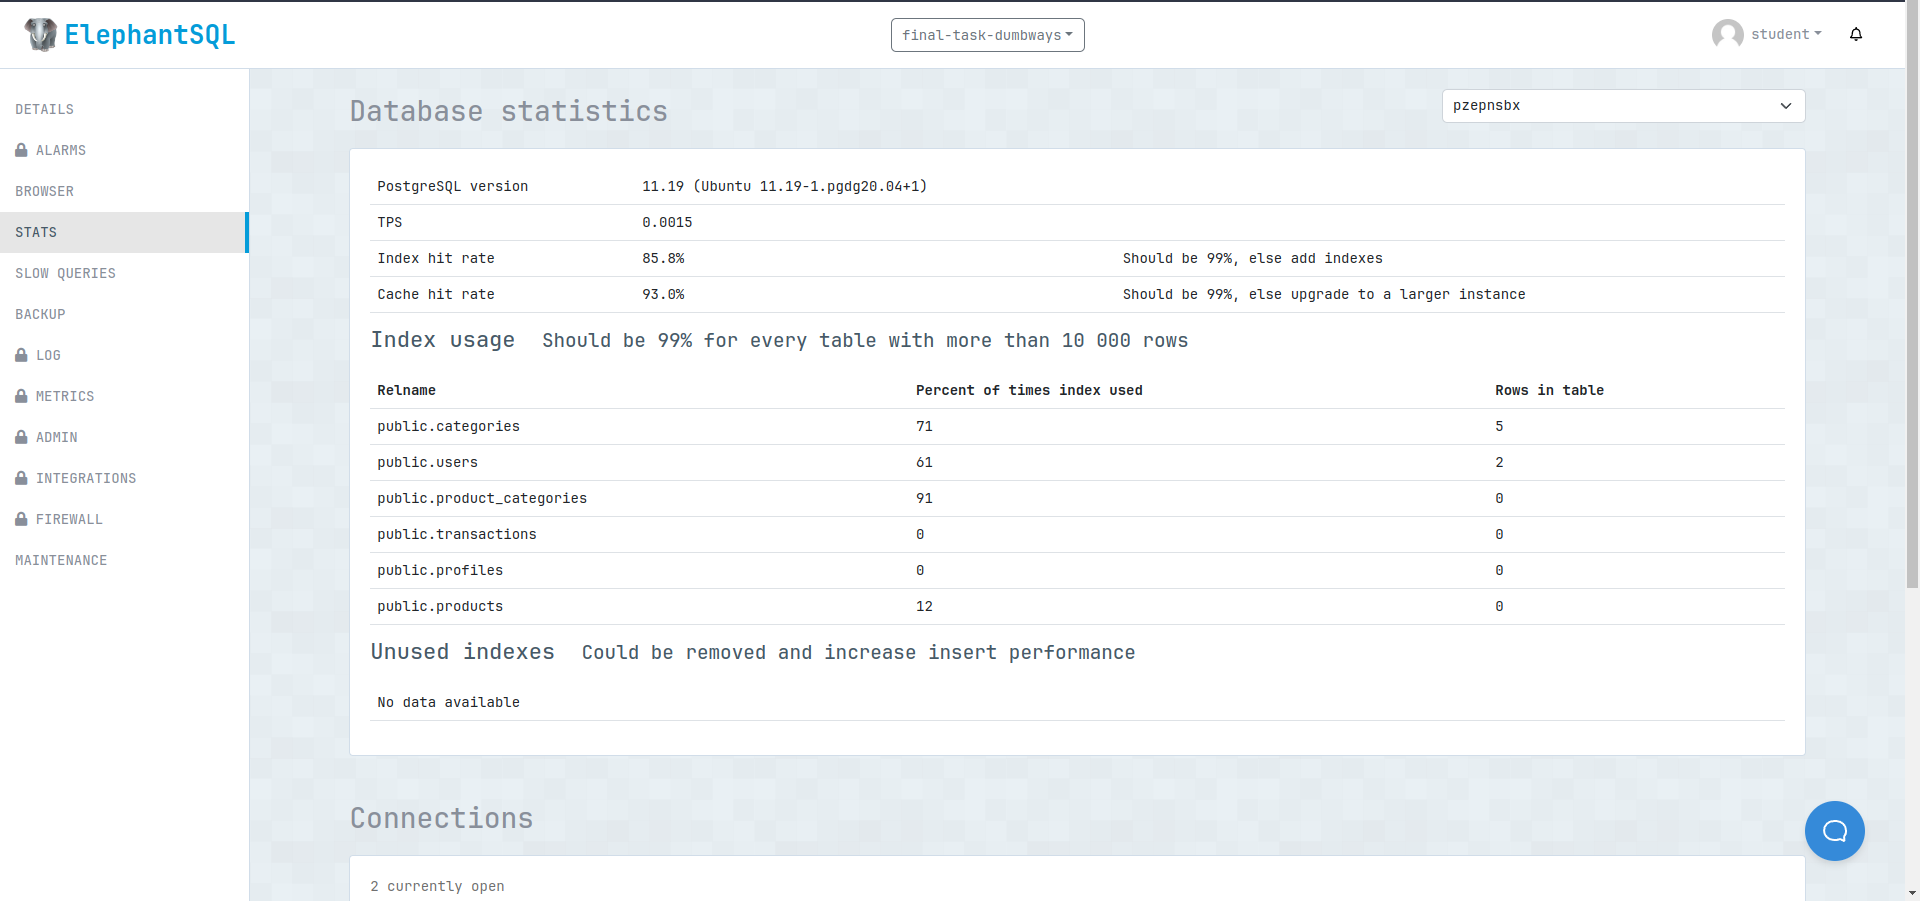 ElephantSQL
final-task-dumbways
student
DETAILS
ALARMS
BROWSER
STATS
SLOW QUERIES
BACKUP
LOG
METRICS
ADMIN
INTEGRATIONS
FIREWALL
MAINTENANCE
Database statistics
pzepnsbx
PostgreSQL version 11.19 (Ubuntu 11.19-1.pgdg20.04+1)
TPS 0.0015
Index hit rate 85.8% Should be 99%, else add indexes
Cache hit rate 93.0% Should be 99%, else upgrade to a larger instance
Index usage Should be 99% for every table with more than 10 000 rows
Relname Percent of times index used Rows in table
public.categories 71 5
public.users 61 2
public.product_categories 91 0
public.transactions 0 0
public.profiles 0 0
public.products 12 0
Unused indexes Could be removed and increase insert performance
No data available
Connections
2 currently open